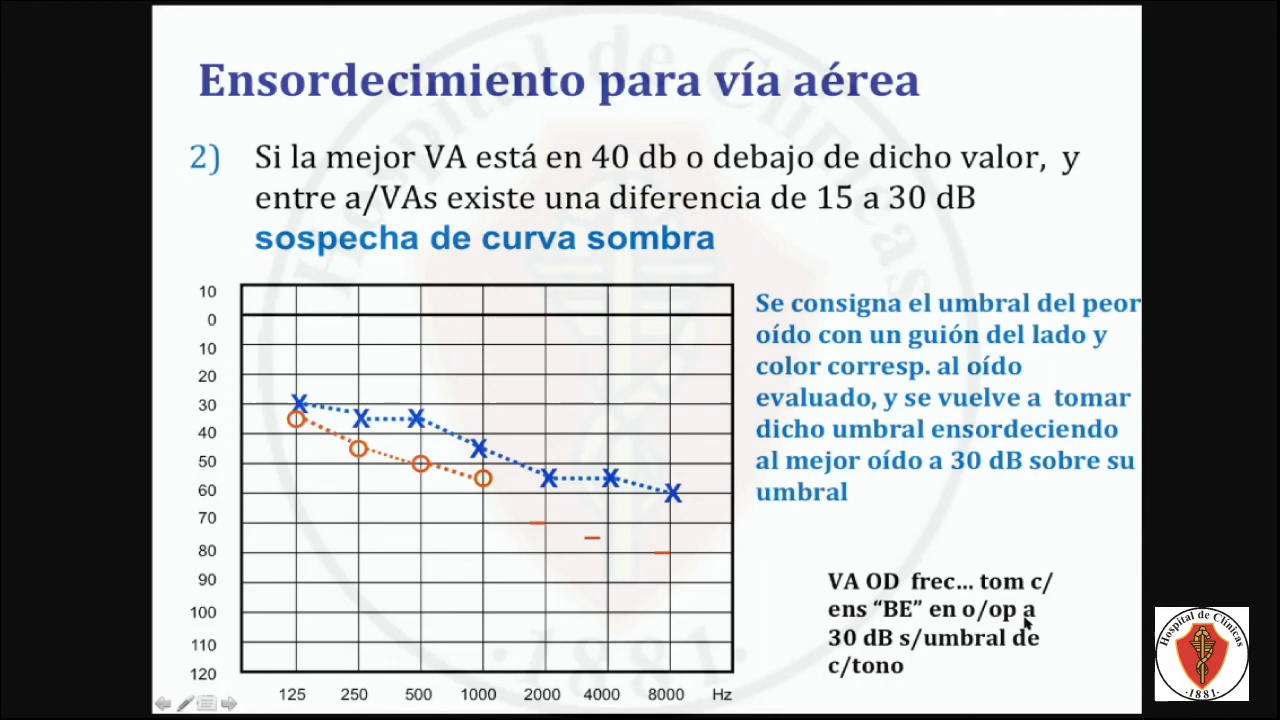 Ensordecimiento para vía aérea
2) Si la mejor VA está en 40 db o debajo de dicho valor, y
entre a/VAs existe una diferencia de 15 a 30 dB
sospecha de curva sombra
10
0
10
20
30
40
50
60
70
80
90
100
110
120
125 250 500 1000 2000 4000 8000 Hz
Se consigna el umbral del peor
oído con un guión del lado y
color corresp. al oído
evaluado, y se vuelve a tomar
dicho umbral ensordeciendo
al mejor oído a 30 dB sobre su
umbral
VA OD frec... tom c/
ens “BE” en o/op a
30 dB s/umbral de
c/tono
Hospital de Clínicas
·1881·